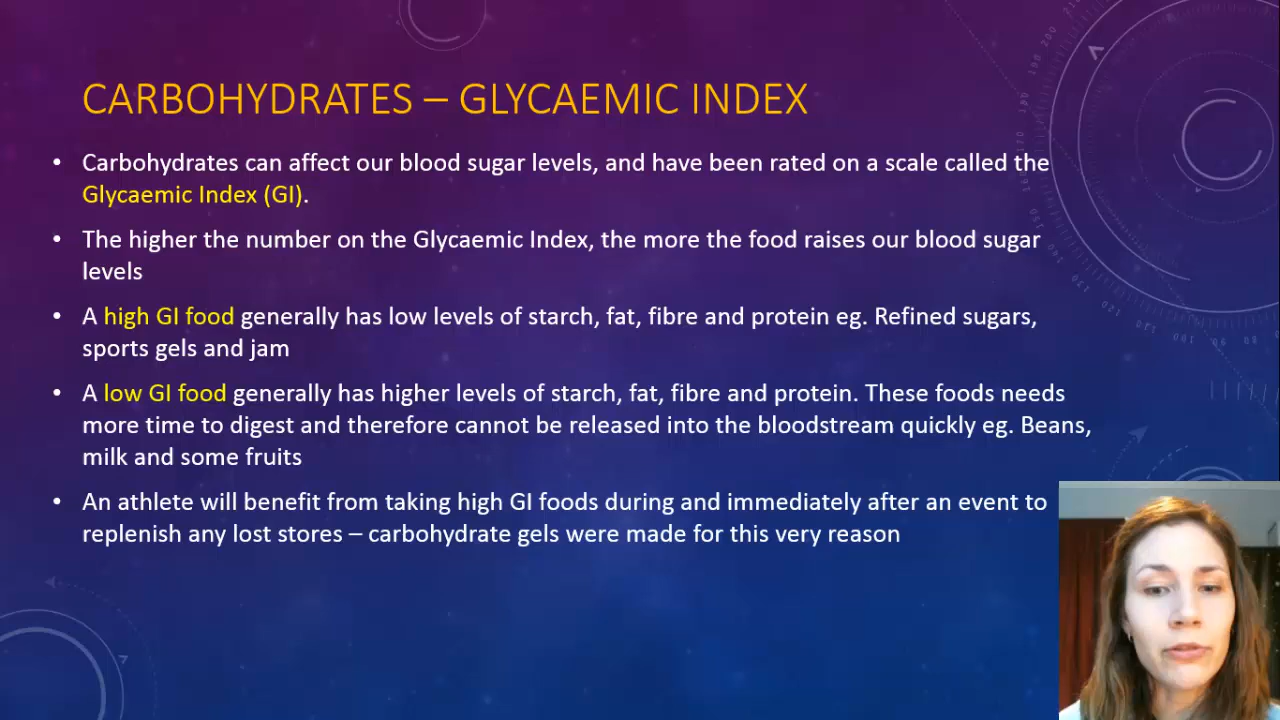 CARBOHYDRATES – GLYCAEMIC INDEX
• Carbohydrates can affect our blood sugar levels, and have been rated on a scale called the
Glycaemic Index (GI).
• The higher the number on the Glycaemic Index, the more the food raises our blood sugar
levels
• A high GI food generally has low levels of starch, fat, fibre and protein eg. Refined sugars,
sports gels and jam
• A low GI food generally has higher levels of starch, fat, fibre and protein. These foods needs
more time to digest and therefore cannot be released into the bloodstream quickly eg. Beans,
milk and some fruits
• An athlete will benefit from taking high GI foods during and immediately after an event to
replenish any lost stores – carbohydrate gels were made for this very reason